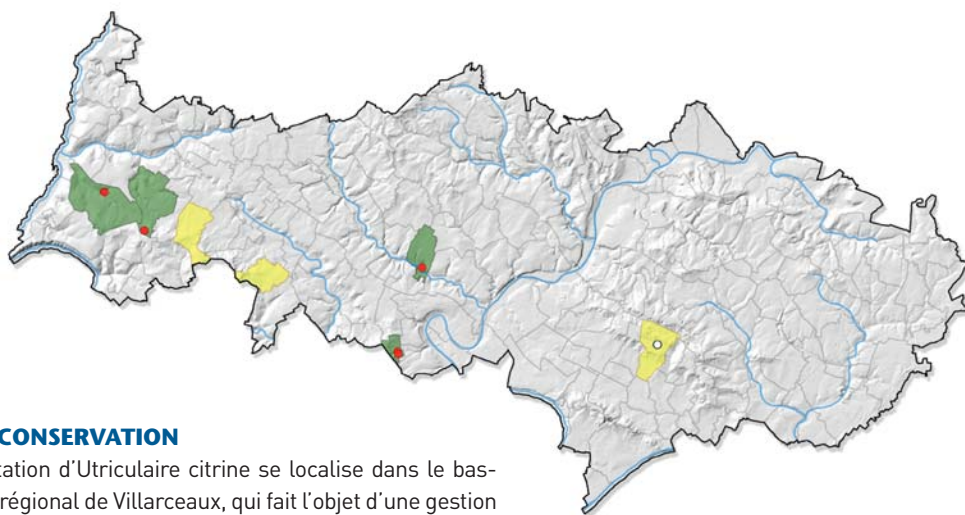 CONSERVATION
tation d’Utriculaire citrine se localise dans le bas-
régional de Villarceaux, qui fait l’objet d’une gestion